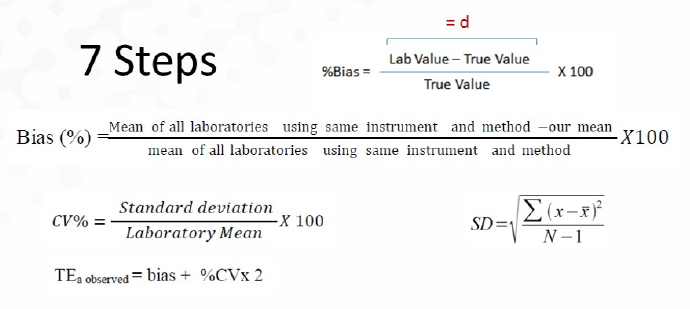 = d
7 Steps
%Bias = Lab Value – True Value / True Value X 100
Bias (%) = Mean of all laboratories using same instrument and method –our mean / mean of all laboratories using same instrument and method X100
CV% = Standard deviation / Laboratory Mean X 100
SD=√(∑(x−x̄)² / N−1)
TEa observed = bias + %CVx 2